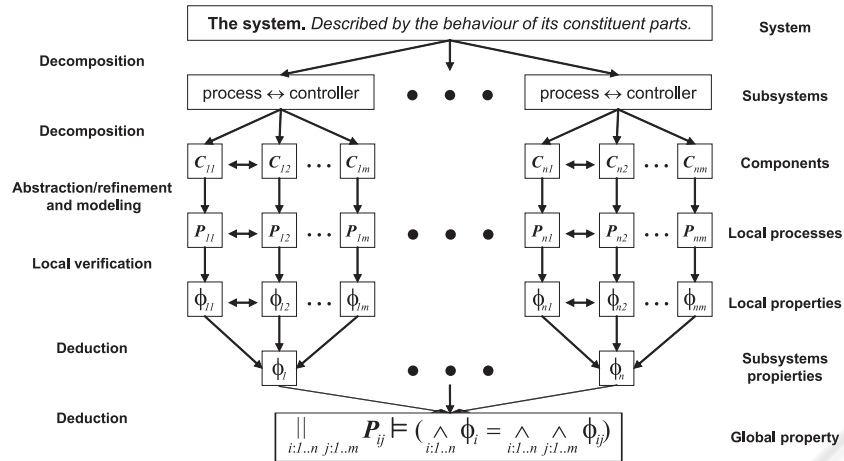 The system. Described by the behaviour of its constituent parts.
System
Decomposition
process ↔ controller
● ● ●
process ↔ controller
Subsystems
Decomposition
C11 C12 ... C1m
Cn1 Cn2 ... Cnm
Components
Abstraction/refinement
and modeling
P11 P12 ... P1m
● ● ●
Pn1 Pn2 ... Pnm
Local processes
Local verification
ϕ11 ϕ12 ... ϕ1m
ϕn1 ϕn2 ... ϕnm
Local properties
Deduction
ϕ1
● ● ●
ϕn
Subsystems
propierties
Deduction
|| i:1..n j:1..m Pij ⊨ ( ∧ i:1..n ϕi = ∧ i:1..n ∧ j:1..m ϕij)
Global property